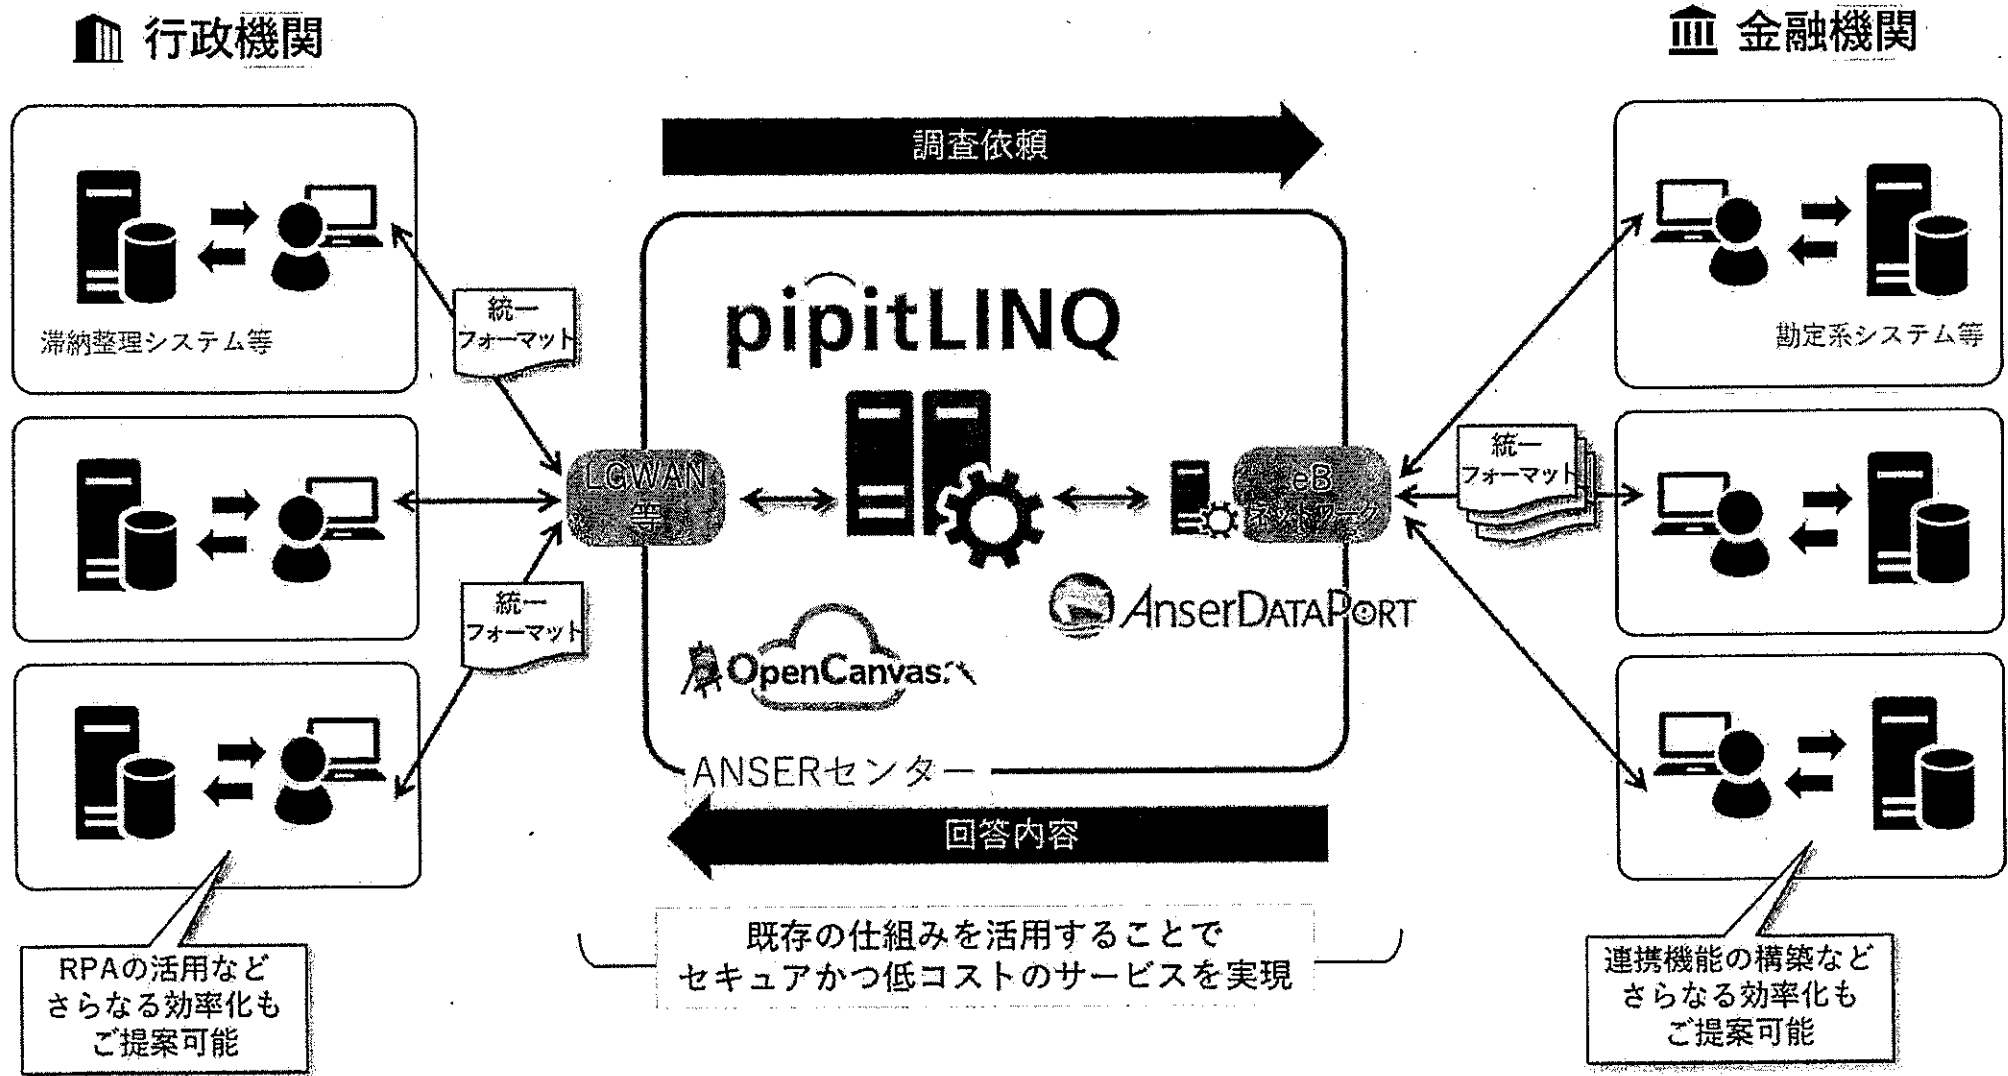 行政機関
金融機関
調査依頼
滞納整理システム等
統一
フォーマット
pipitLINQ
勘定系システム等
LGWAN
等
eB
ネットワーク
統一
フォーマット
統一
フォーマット
AnserDATAPORT
OpenCanvas
ANSERセンター
回答内容
既存の仕組みを活用することで
セキュアかつ低コストのサービスを実現
RPAの活用など
さらなる効率化も
ご提案可能
連携機能の構築など
さらなる効率化も
ご提案可能